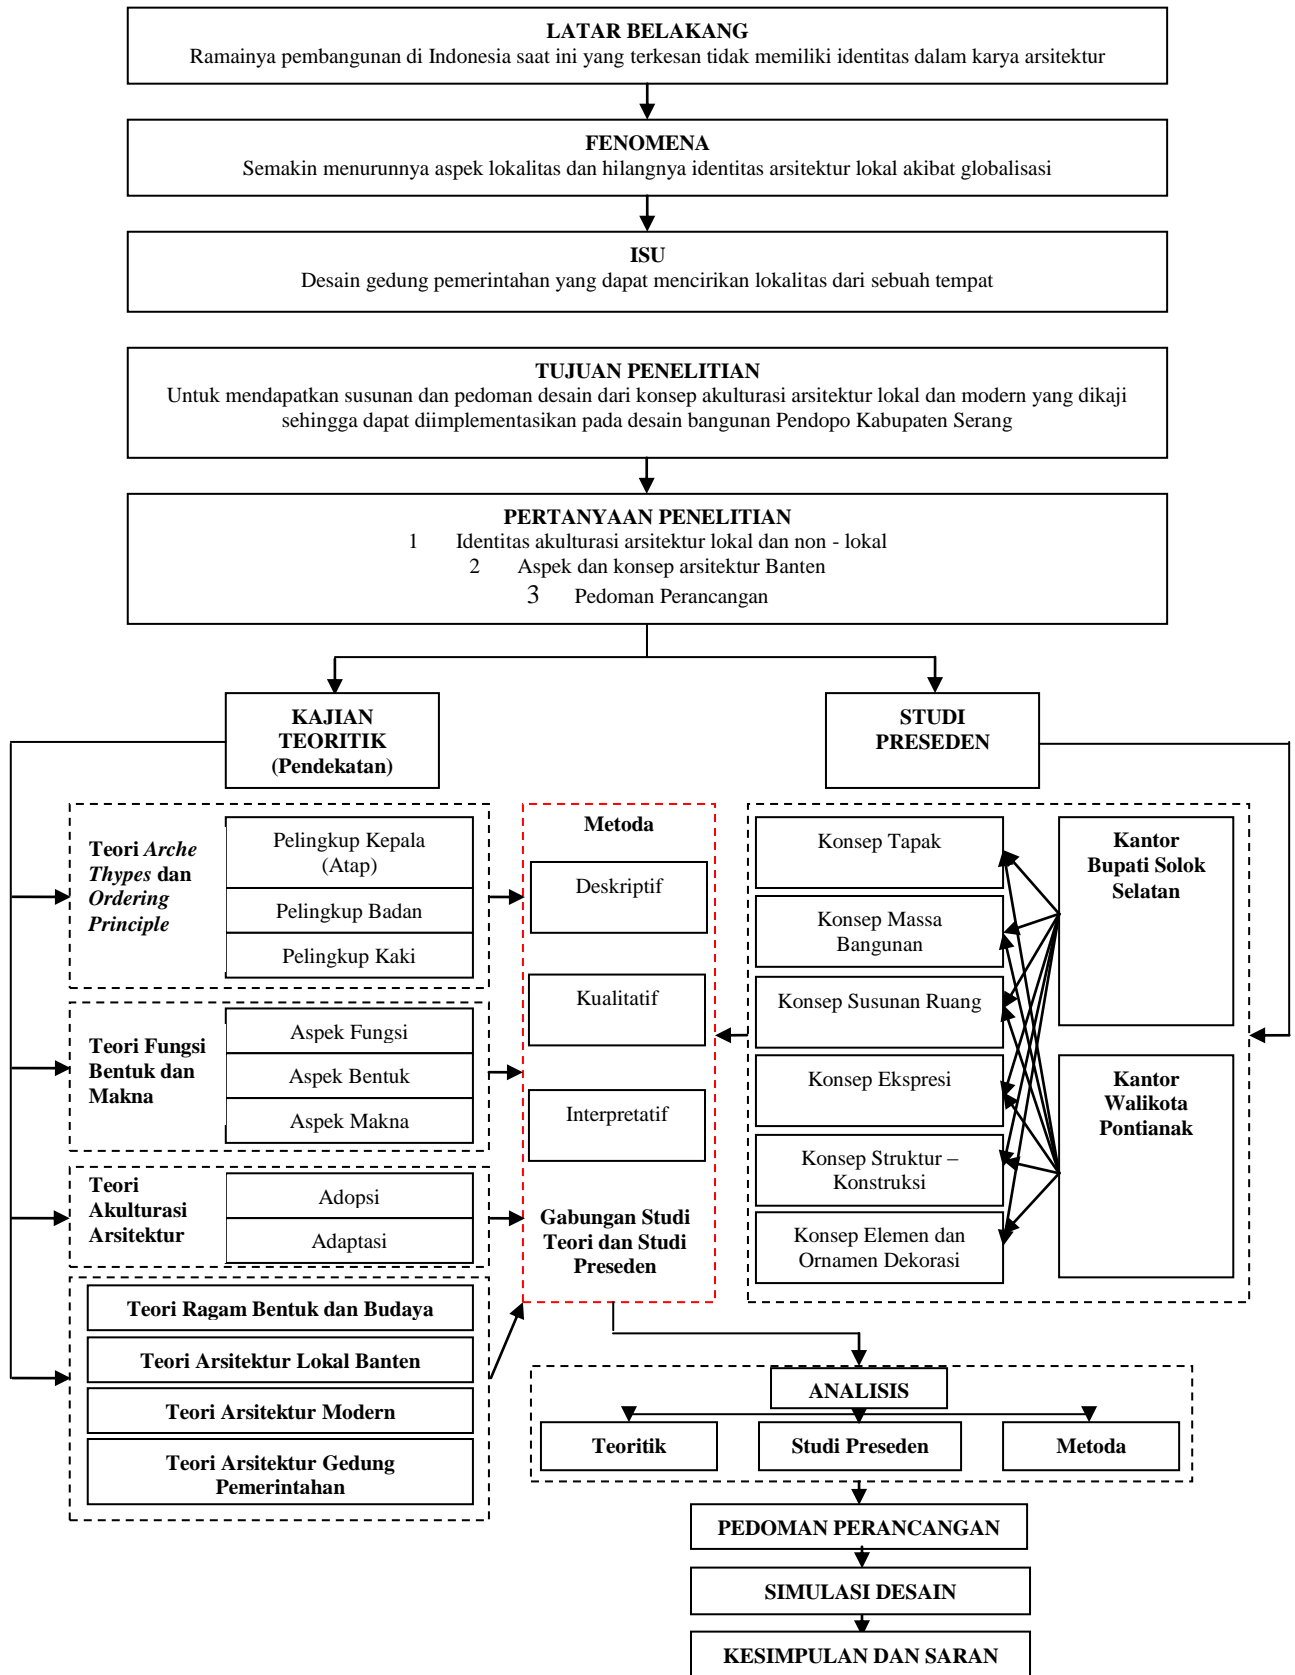 LATAR BELAKANG
Ramainya pembangunan di Indonesia saat ini yang terkesan tidak memiliki identitas dalam karya arsitektur
FENOMENA
Semakin menurunnya aspek lokalitas dan hilangnya identitas arsitektur lokal akibat globalisasi
ISU
Desain gedung pemerintahan yang dapat mencirikan lokalitas dari sebuah tempat
TUJUAN PENELITIAN
Untuk mendapatkan susunan dan pedoman desain dari konsep akulturasi arsitektur lokal dan modern yang dikaji
sehingga dapat diimplementasikan pada desain bangunan Pendopo Kabupaten Serang
PERTANYAAN PENELITIAN
1 Identitas akulturasi arsitektur lokal dan non - lokal
2 Aspek dan konsep arsitektur Banten
3 Pedoman Perancangan
KAJIAN
TEORITIK
(Pendekatan)
STUDI
PRESEDEN
Teori Arche
Thypes dan
Ordering
Principle
Pelingkup Kepala
(Atap)
Pelingkup Badan
Pelingkup Kaki
Teori Fungsi
Bentuk dan
Makna
Aspek Fungsi
Aspek Bentuk
Aspek Makna
Teori
Akulturasi
Arsitektur
Adopsi
Adaptasi
Teori Ragam Bentuk dan Budaya
Teori Arsitektur Lokal Banten
Teori Arsitektur Modern
Teori Arsitektur Gedung
Pemerintahan
Metoda
Deskriptif
Kualitatif
Interpretatif
Gabungan Studi
Teori dan Studi
Preseden
Konsep Tapak
Konsep Massa
Bangunan
Konsep Susunan Ruang
Konsep Ekspresi
Konsep Struktur –
Konstruksi
Konsep Elemen dan
Ornamen Dekorasi
Kantor
Bupati Solok
Selatan
Kantor
Walikota
Pontianak
ANALISIS
Teoritik
Studi Preseden
Metoda
PEDOMAN PERANCANGAN
SIMULASI DESAIN
KESIMPULAN DAN SARAN